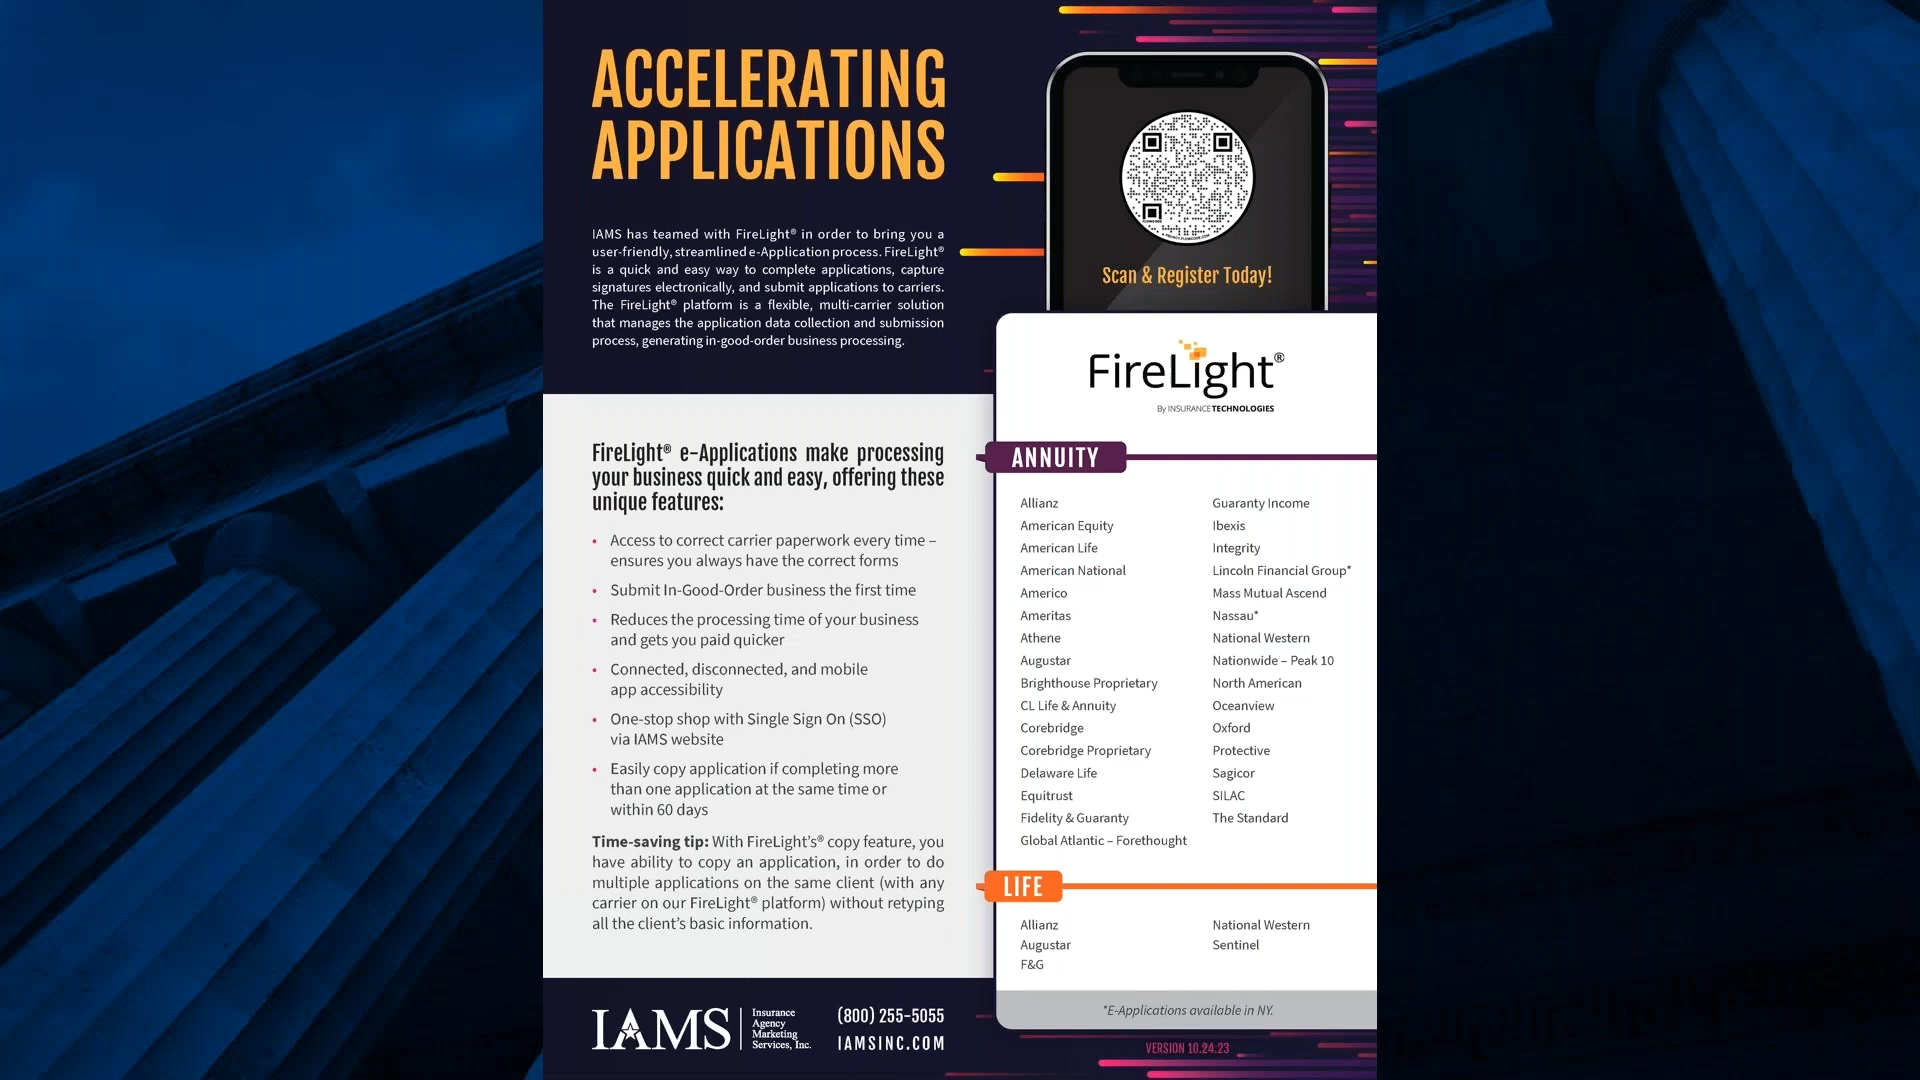 ACCELERATING
APPLICATIONS
IAMS has teamed with FireLight® in order to bring you a
user-friendly, streamlined e-Application process. FireLight®
is a quick and easy way to complete applications, capture
signatures electronically, and submit applications to carriers.
The FireLight® platform is a flexible, multi-carrier solution
that manages the application data collection and submission
process, generating in-good-order business processing.
Scan & Register Today!
FireLight® e-Applications make processing
your business quick and easy, offering these
unique features:
• Access to correct carrier paperwork every time –
ensures you always have the correct forms
• Submit In-Good-Order business the first time
• Reduces the processing time of your business
and gets you paid quicker
• Connected, disconnected, and mobile
app accessibility
• One-stop shop with Single Sign On (SSO)
via IAMS website
• Easily copy application if completing more
than one application at the same time or
within 60 days
Time-saving tip: With FireLight's® copy feature, you
have ability to copy an application, in order to do
multiple applications on the same client (with any
carrier on our FireLight® platform) without retyping
all the client's basic information.
FireLight®
By INSURANCETECHNOLOGIES
ANNUITY
Allianz
American Equity
American Life
American National
Americo
Ameritas
Athene
Augustar
Brighthouse Proprietary
CL Life & Annuity
Corebridge
Corebridge Proprietary
Delaware Life
Equitrust
Fidelity & Guaranty
Global Atlantic – Forethought
Guaranty Income
Ibexis
Integrity
Lincoln Financial Group*
Mass Mutual Ascend
Nassau*
National Western
Nationwide – Peak 10
North American
Oceanview
Oxford
Protective
Sagicor
SILAC
The Standard
LIFE
Allianz
Augustar
F&G
National Western
Sentinel
*E-Applications available in NY.
IAMS
Insurance
Agency
Marketing
Services, Inc.
(800) 255-5055
IAMSINC.COM
VERSION 10.24.23